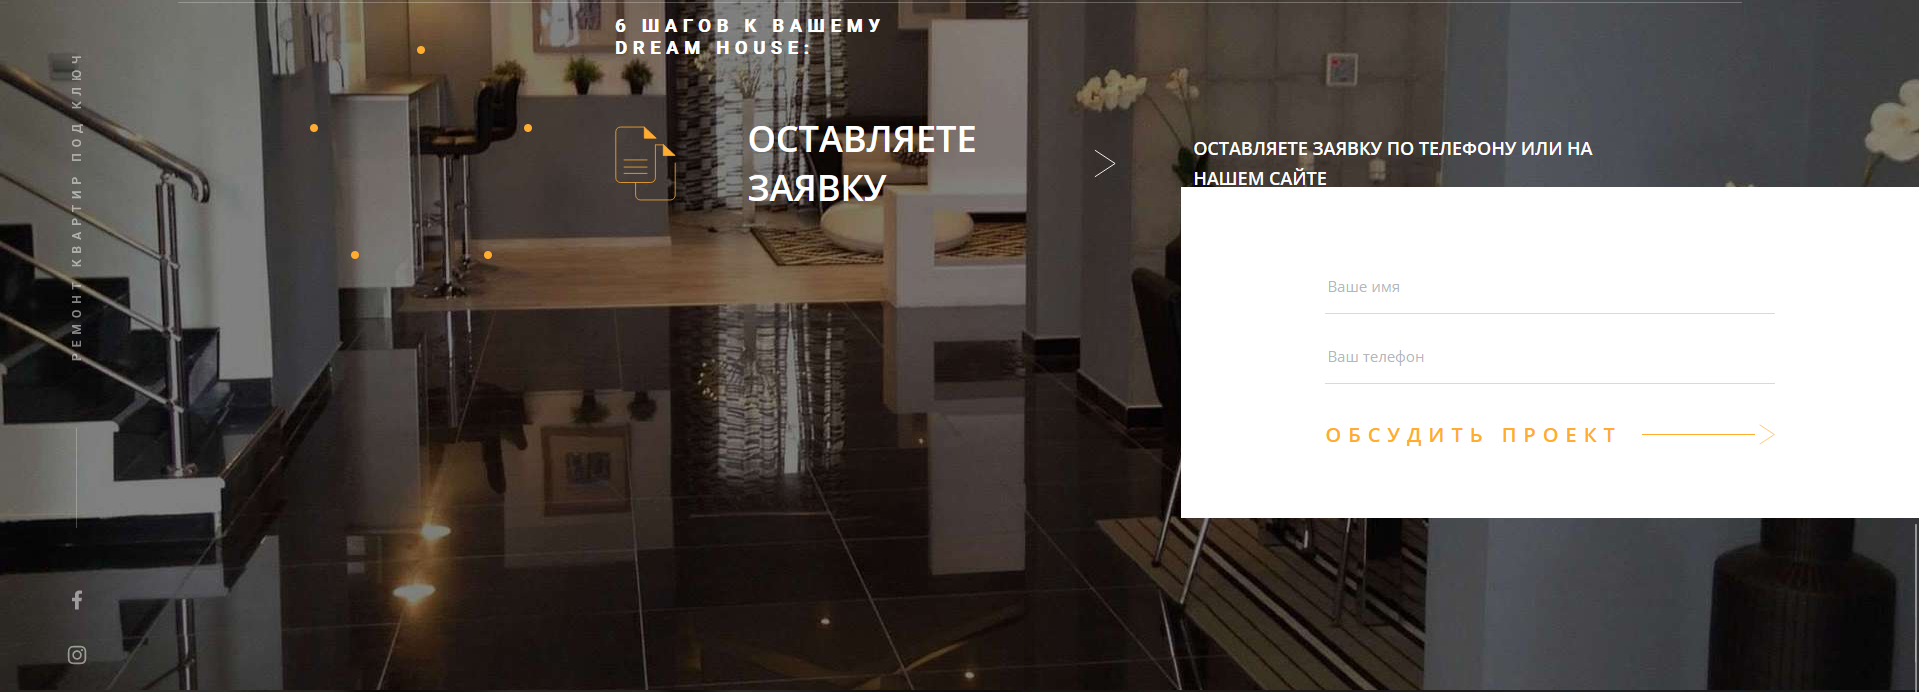 6 ШАГОВ К ВАШЕМУ
DREAM HOUSE:
РЕМОНТ КВАРТИР ПОД КЛЮЧ
ОСТАВЛЯЕТЕ
ЗАЯВКУ
ОСТАВЛЯЕТЕ ЗАЯВКУ ПО ТЕЛЕФОНУ ИЛИ НА
НАШЕМ САЙТЕ
Ваше имя
Ваш телефон
ОБСУДИТЬ ПРОЕКТ